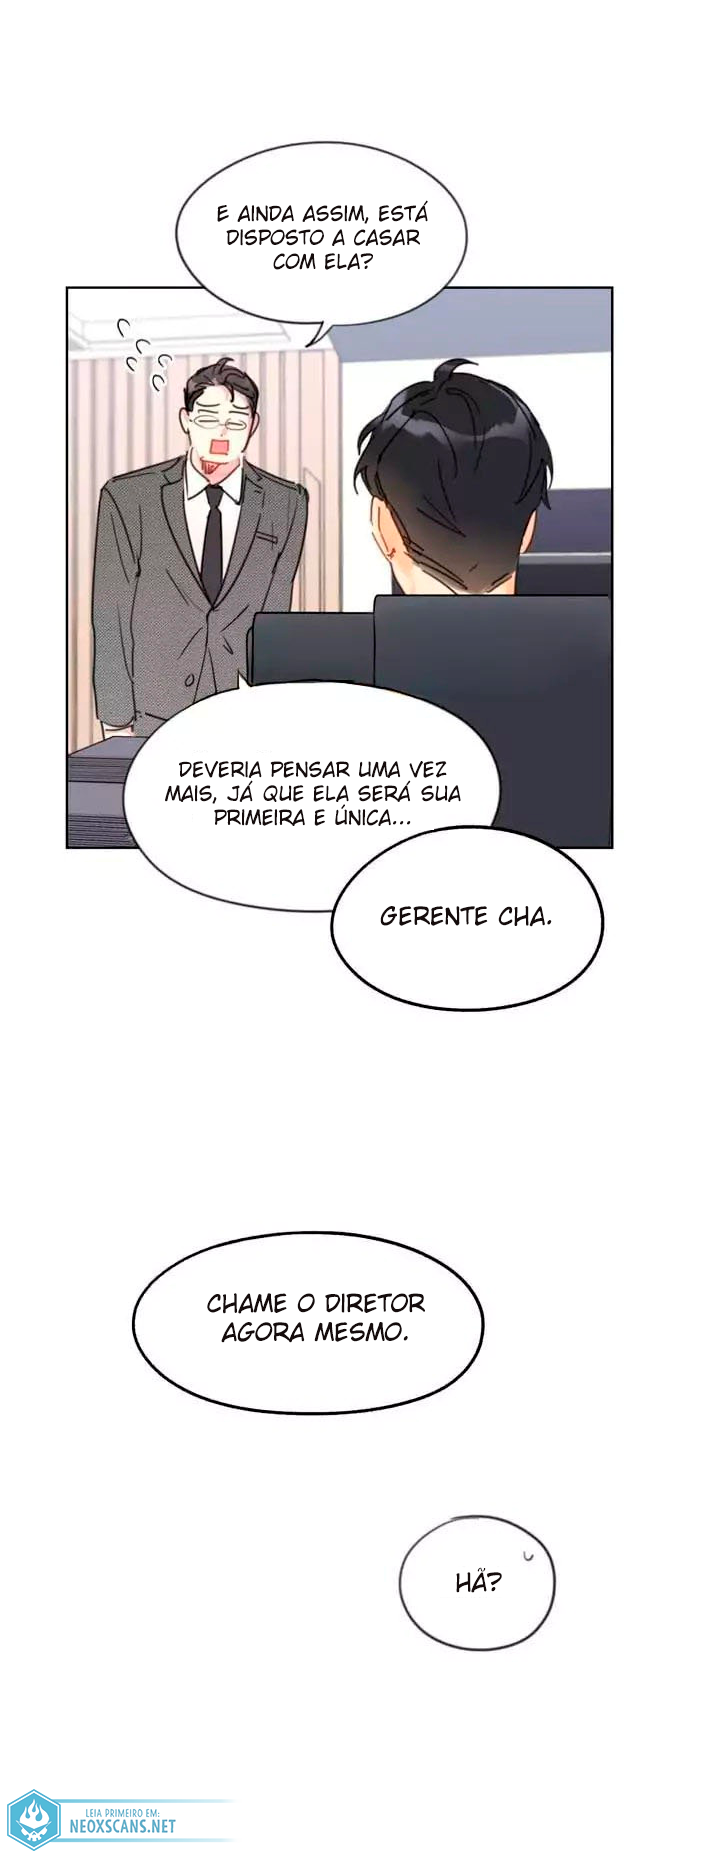 E AINDA ASSIM, ESTÁ
DISPOSTO A CASAR
COM ELA?
DEVERIA PENSAR UMA VEZ
MAIS, JÁ QUE ELA SERÁ SUA
PRIMEIRA E ÚNICA...
GERENTE CHA.
CHAME O DIRETOR
AGORA MESMO.
HÃ?
LEIA PRIMEIRO EM:
NEOXSCANS.NET